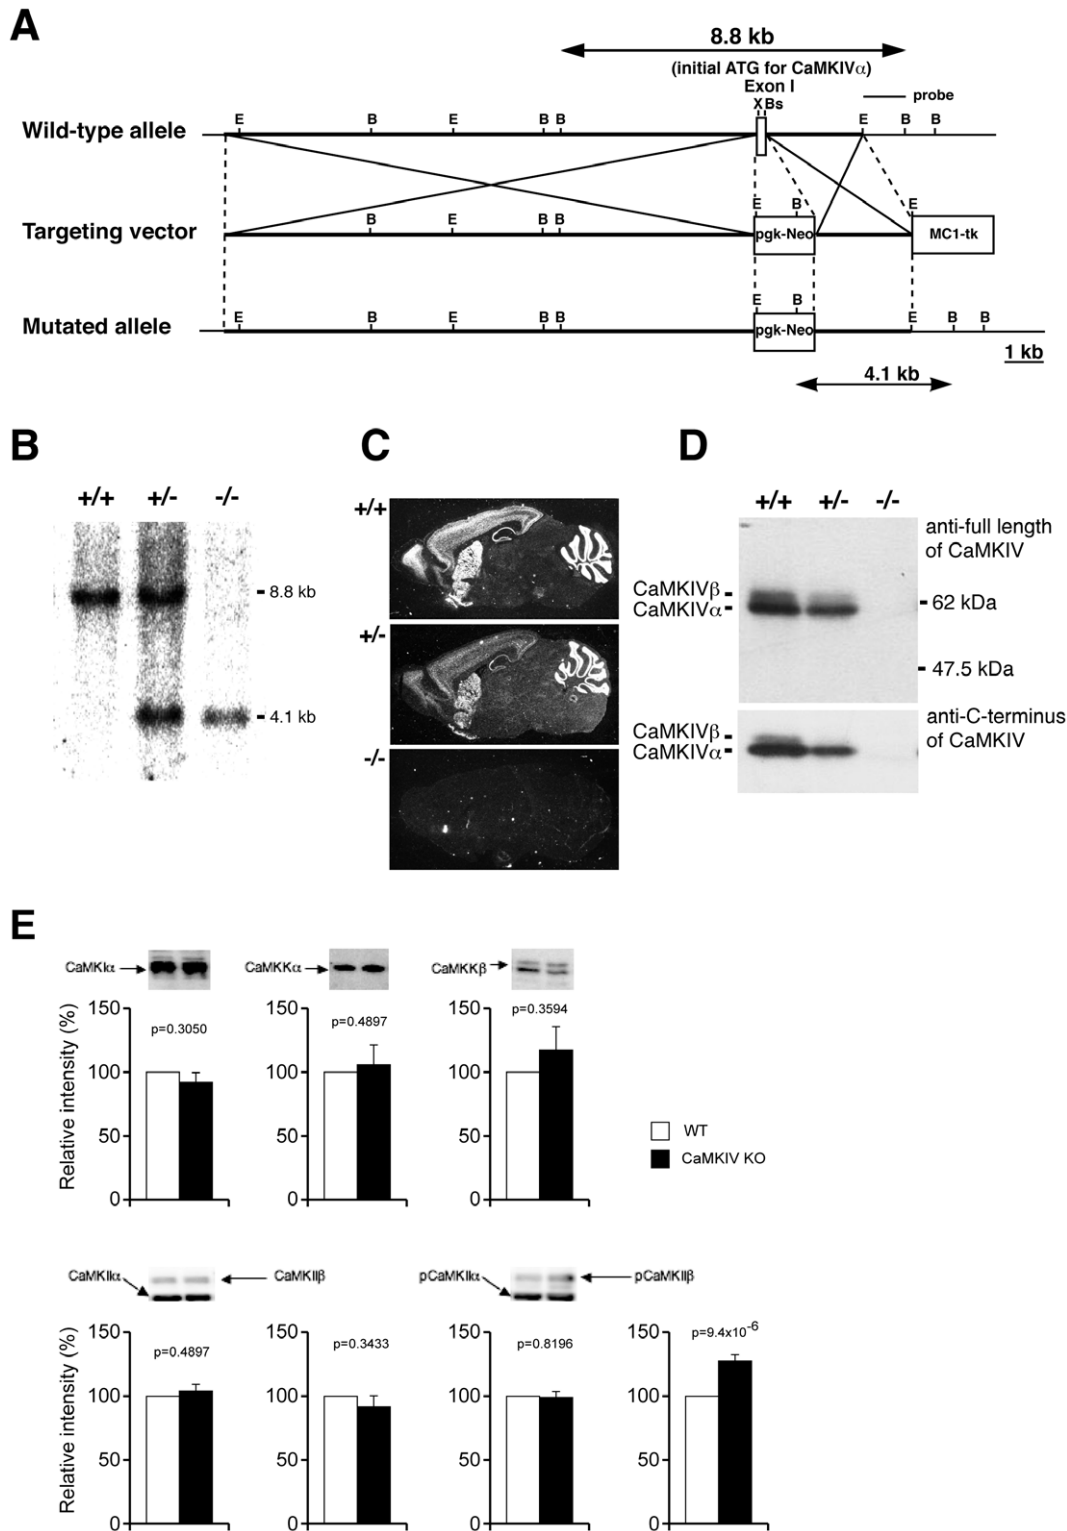 A
8.8 kb
(initial ATG for CaMKIVα)
Exon I
X Bs
probe
Wild-type allele
E B E B B E B B
Targeting vector
B E B B E B E
pgk-Neo
MC1-tk
Mutated allele
E B E B B E B E B B
pgk-Neo
1 kb
4.1 kb
B
C
D
+/+ +/- -/-
8.8 kb
4.1 kb
+/+
+/-
-/-
+/+ +/- -/-
anti-full length
of CaMKIV
CaMKIVβ
CaMKIVα
62 kDa
47.5 kDa
anti-C-terminus
of CaMKIV
CaMKIVβ
CaMKIVα
E
CaMKIα
CaMKKα
CaMKKβ
Relative intensity (%)
150
100
50
0
p=0.3050
150
100
50
0
p=0.4897
150
100
50
0
p=0.3594
WT
CaMKIV KO
CaMKIIα
CaMKIIβ
pCaMKIIα
pCaMKIIβ
Relative intensity (%)
150
100
50
0
p=0.4897
150
100
50
0
p=0.3433
150
100
50
0
p=0.8196
150
100
50
0
p=9.4x10-6